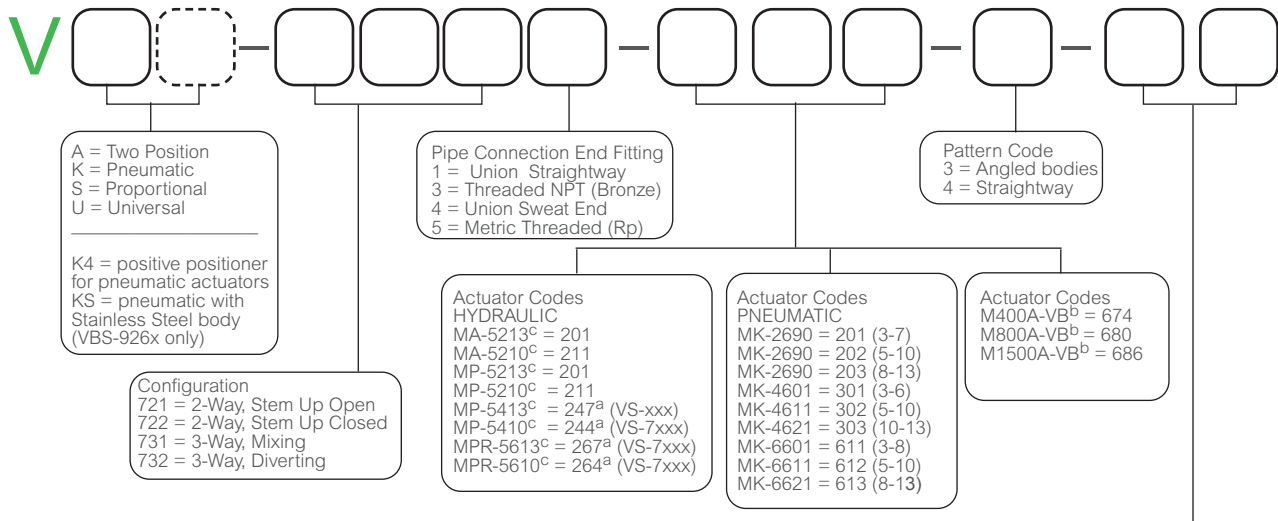 V
A = Two Position
K = Pneumatic
S = Proportional
U = Universal
K4 = positive positioner
for pneumatic actuators
KS = pneumatic with
Stainless Steel body
(VBS-926x only)
Configuration
721 = 2-Way, Stem Up Open
722 = 2-Way, Stem Up Closed
731 = 3-Way, Mixing
732 = 3-Way, Diverting
Pipe Connection End Fitting
1 = Union Straightway
3 = Threaded NPT (Bronze)
4 = Union Sweat End
5 = Metric Threaded (Rp)
Actuator Codes
HYDRAULIC
MA-5213c = 201
MA-5210c = 211
MP-5213c = 201
MP-5210c = 211
MP-5413c = 247a (VS-xxx)
MP-5410c = 244a (VS-7xxx)
MPR-5613c = 267a (VS-7xxx)
MPR-5610c = 264a (VS-7xxx)
Actuator Codes
PNEUMATIC
MK-2690 = 201 (3-7)
MK-2690 = 202 (5-10)
MK-2690 = 203 (8-13)
MK-4601 = 301 (3-6)
MK-4611 = 302 (5-10)
MK-4621 = 303 (10-13)
MK-6601 = 611 (3-8)
MK-6611 = 612 (5-10)
MK-6621 = 613 (8-13)
Actuator Codes
M400A-VBb = 674
M800A-VBb = 680
M1500A-VBb = 686
Pattern Code
3 = Angled bodies
4 = Straightway